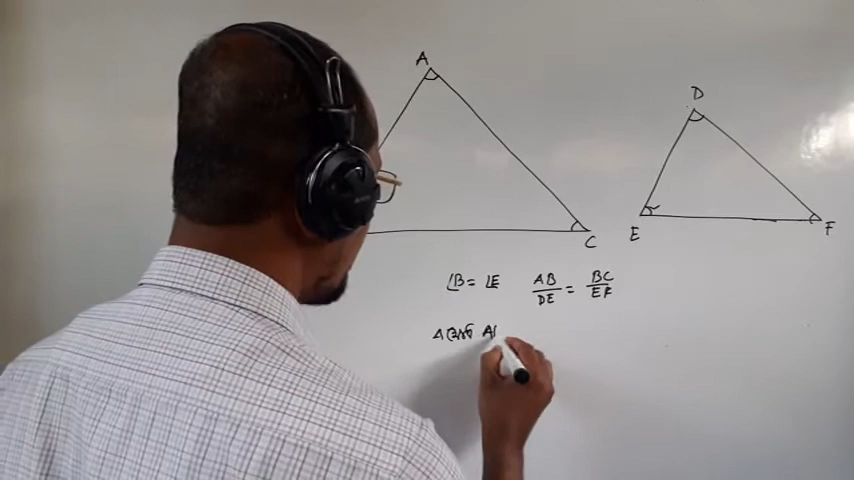 A
D
C
E
F
∠B = ∠E AB/DE = BC/EF